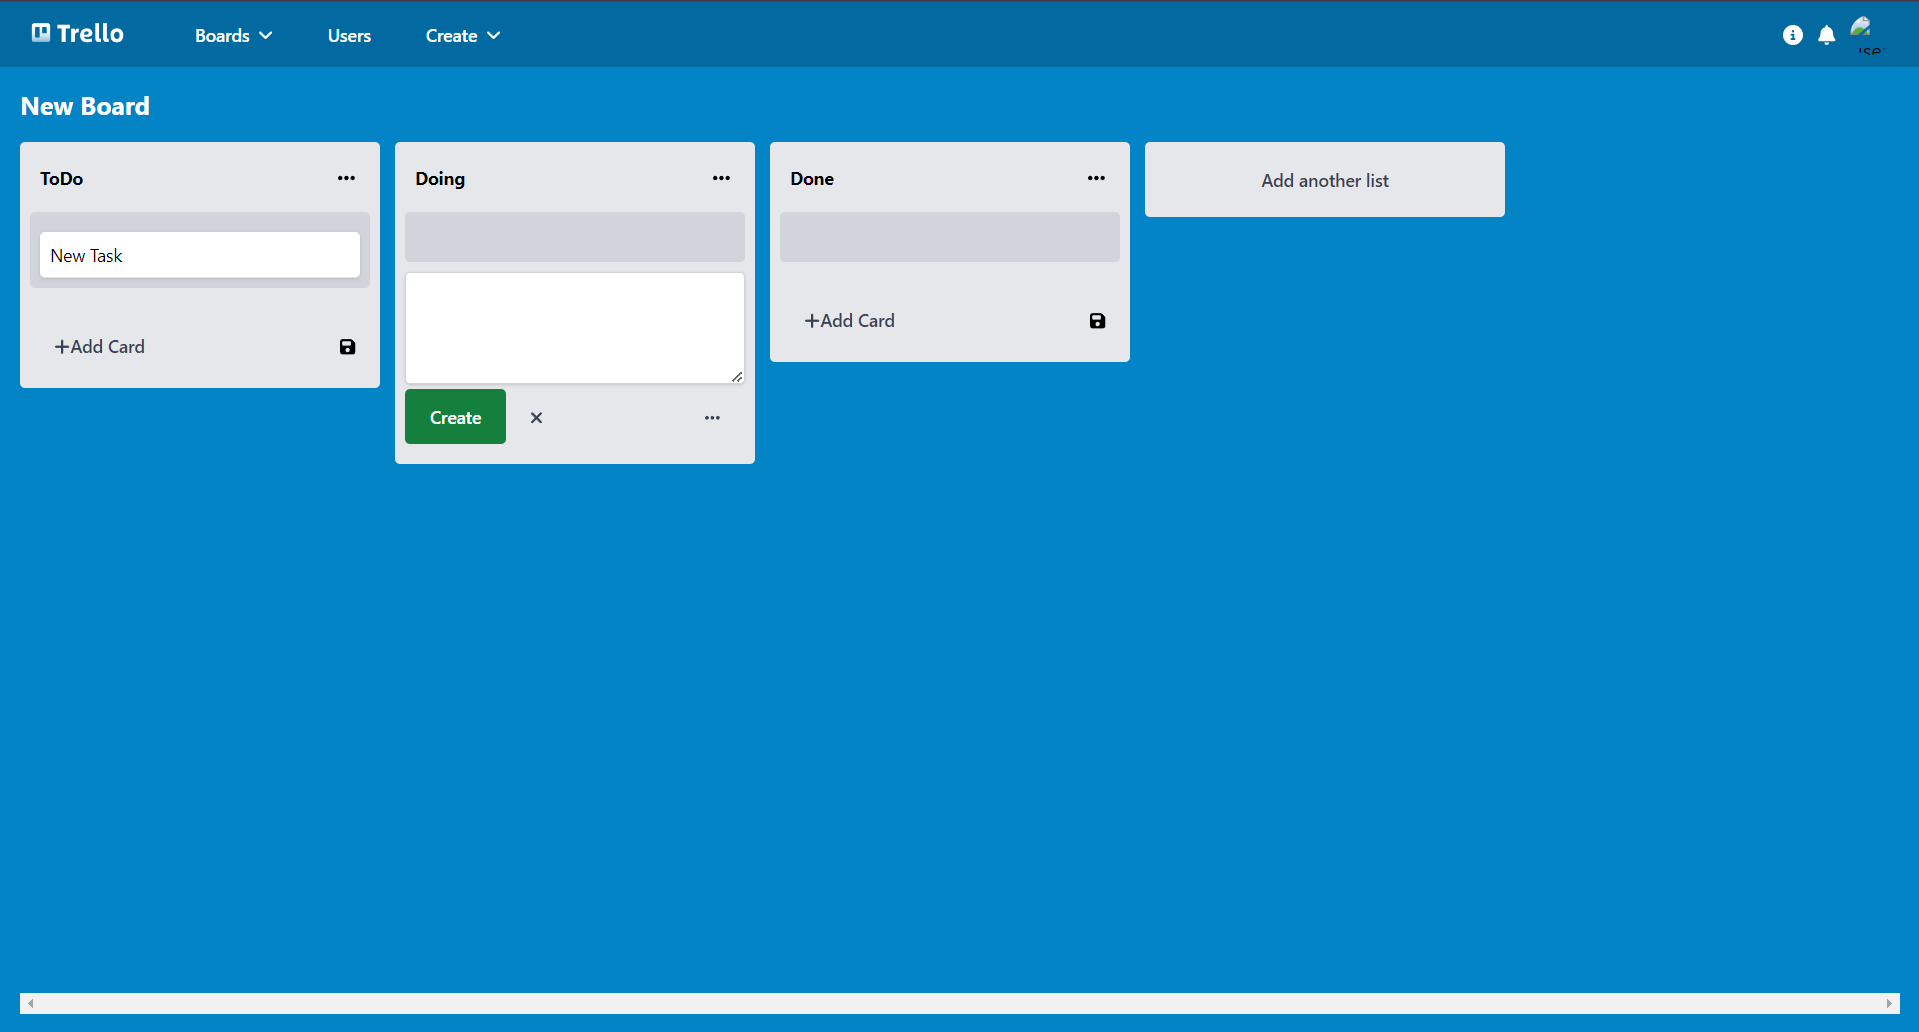 Trello
Boards
Users
Create
New Board
ToDo
New Task
+Add Card
Doing
Create
Done
+Add Card
Add another list